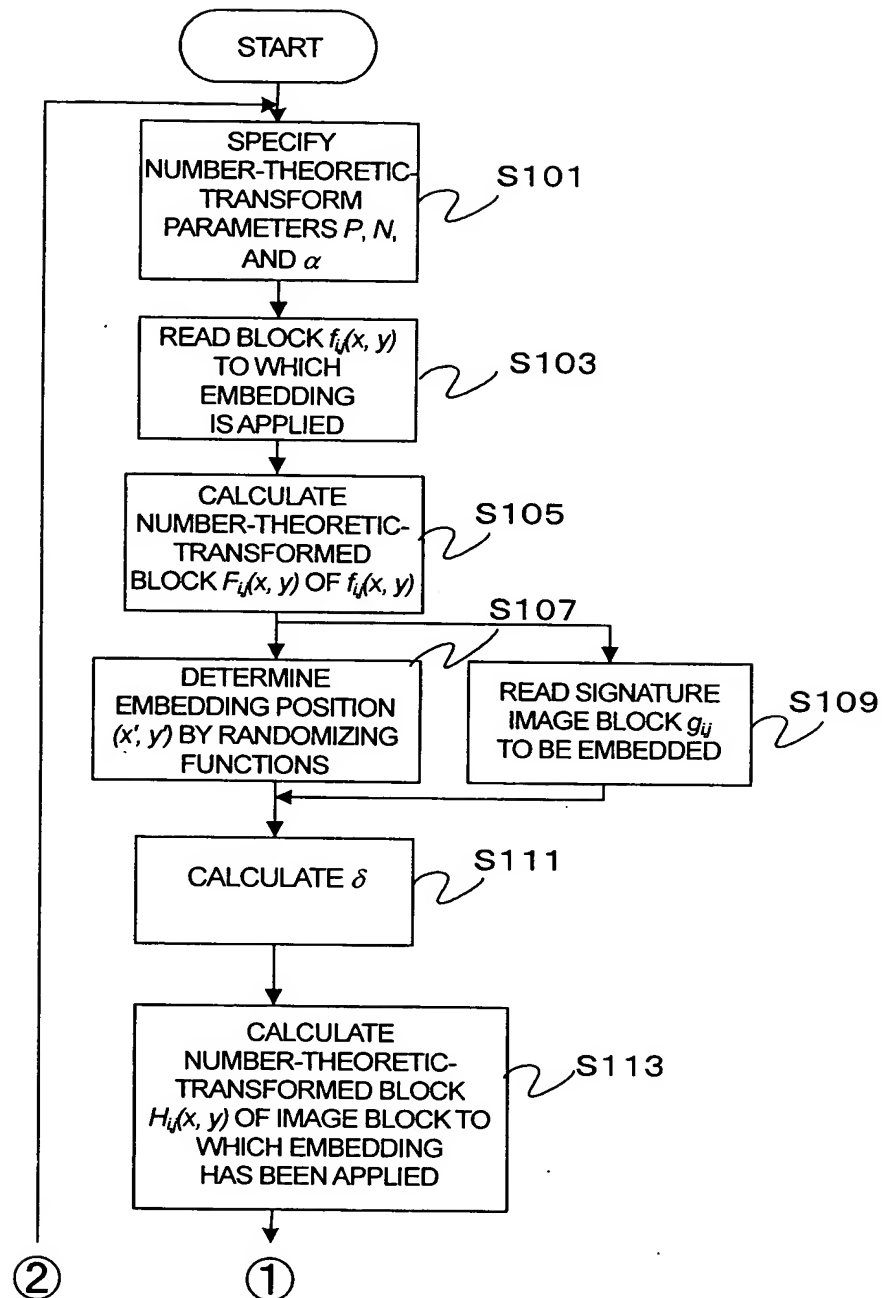 START
SPECIFY
NUMBER-THEORETIC-
TRANSFORM
PARAMETERS P, N,
AND α
S101
READ BLOCK fij(x, y)
TO WHICH
EMBEDDING
IS APPLIED
S103
CALCULATE
NUMBER-THEORETIC-
TRANSFORMED
BLOCK Fij(x, y) OF fij(x, y)
S105
S107
DETERMINE
EMBEDDING POSITION
(x', y') BY RANDOMIZING
FUNCTIONS
READ SIGNATURE
IMAGE BLOCK gij
TO BE EMBEDDED
S109
CALCULATE δ
S111
CALCULATE
NUMBER-THEORETIC-
TRANSFORMED BLOCK
Hij(x, y) OF IMAGE BLOCK TO
WHICH EMBEDDING
HAS BEEN APPLIED
S113
② ①